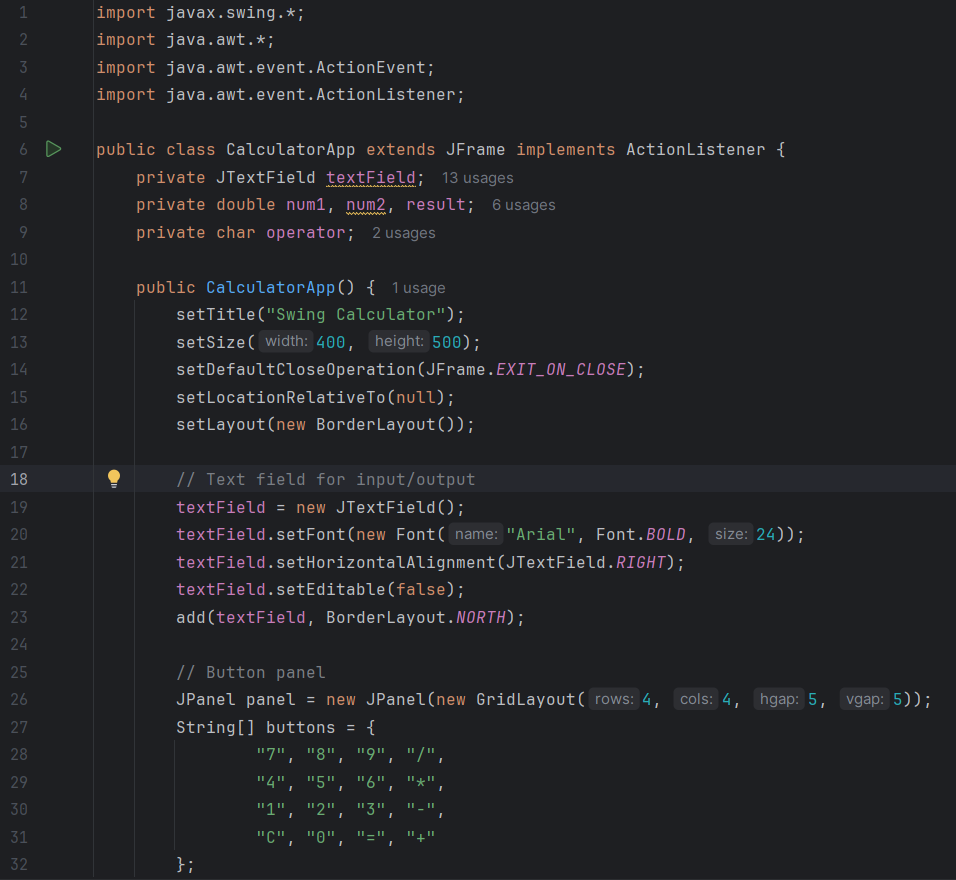 1 import javax.swing.*;
2 import java.awt.*;
3 import java.awt.event.ActionEvent;
4 import java.awt.event.ActionListener;
5
6 public class CalculatorApp extends JFrame implements ActionListener {
7 private JTextField textField; 13 usages
8 private double num1, num2, result; 6 usages
9 private char operator; 2 usages
10
11 public CalculatorApp() { 1 usage
12 setTitle("Swing Calculator");
13 setSize( width: 400, height: 500);
14 setDefaultCloseOperation(JFrame.EXIT_ON_CLOSE);
15 setLocationRelativeTo(null);
16 setLayout(new BorderLayout());
17
18 // Text field for input/output
19 textField = new JTextField();
20 textField.setFont(new Font( name: "Arial", Font.BOLD, size: 24));
21 textField.setHorizontalAlignment(JTextField.RIGHT);
22 textField.setEditable(false);
23 add(textField, BorderLayout.NORTH);
24
25 // Button panel
26 JPanel panel = new JPanel(new GridLayout( rows: 4, cols: 4, hgap: 5, vgap: 5));
27 String[] buttons = {
28 "7", "8", "9", "/",
29 "4", "5", "6", "*",
30 "1", "2", "3", "-",
31 "C", "0", "=", "+"
32 };